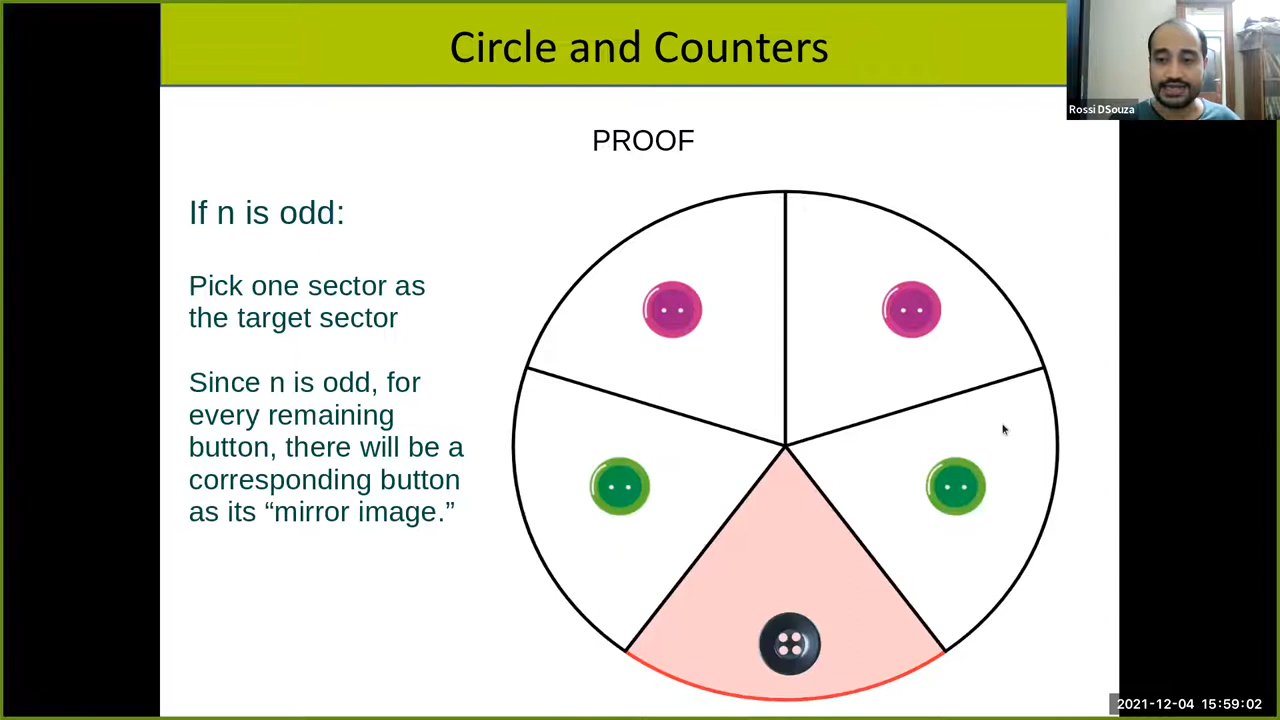 Circle and Counters
Rossi DSouza
PROOF
If n is odd:
Pick one sector as
the target sector
Since n is odd, for
every remaining
button, there will be a
corresponding button
as its “mirror image.”
2021-12-04 15:59:02